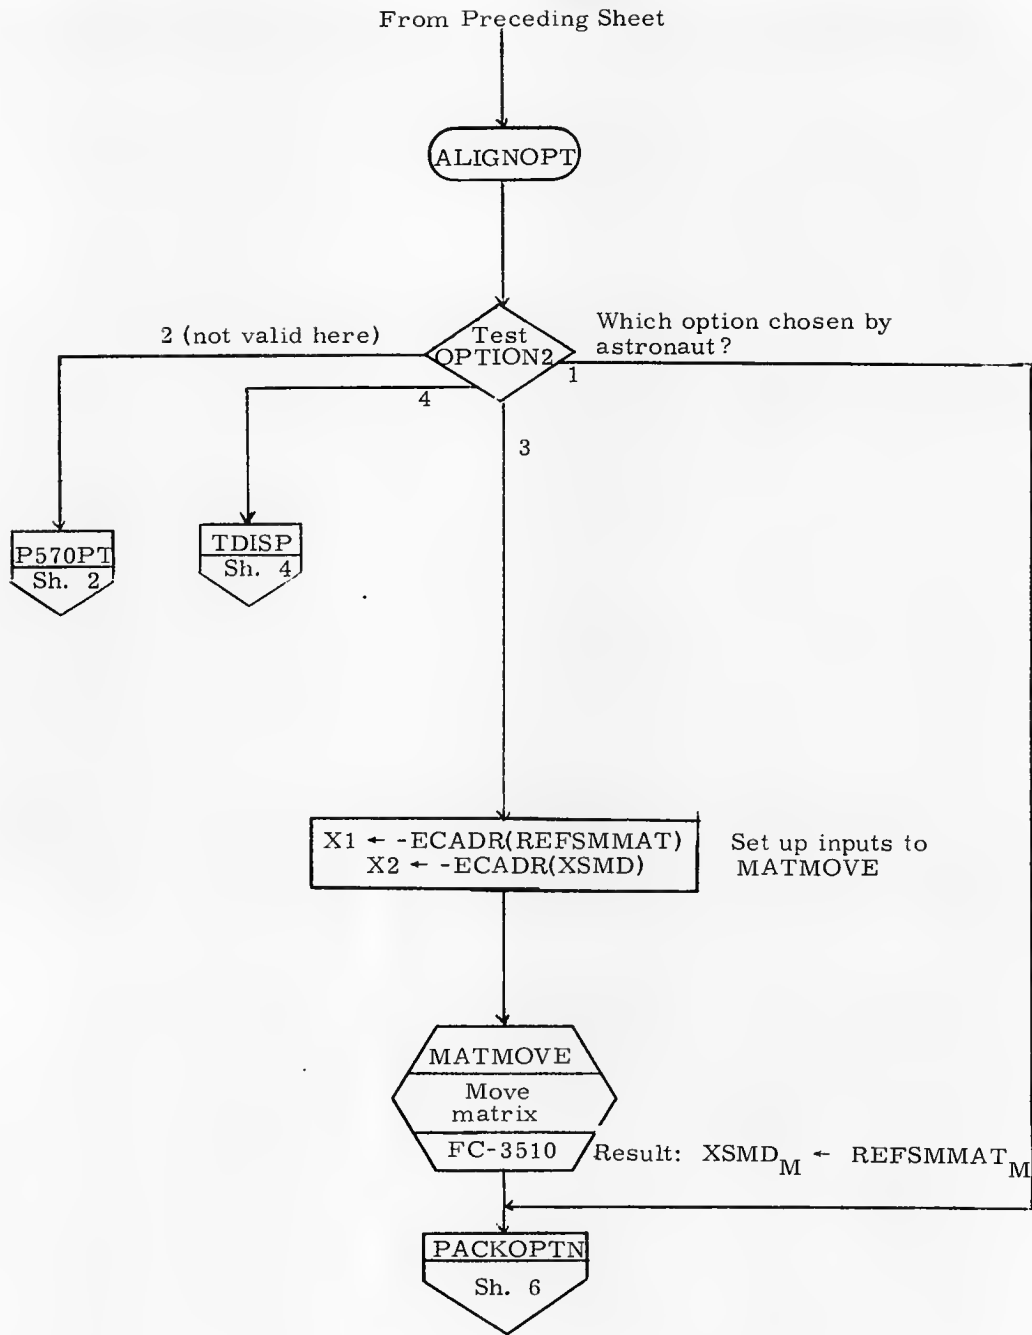 From Preceding Sheet
ALIGNOPT
2 (not valid here)
Test
OPTION2
Which option chosen by
astronaut?
1
4
3
P57OPT
Sh. 2
TDISP
Sh. 4
X1 ← -ECADR(REFSMMAT)
X2 ← -ECADR(XSMD)
Set up inputs to
MATMOVE
MATMOVE
Move
matrix
FC-3510
Result: XSMD_M ← REFSMMAT_M
PACKOPTN
Sh. 6